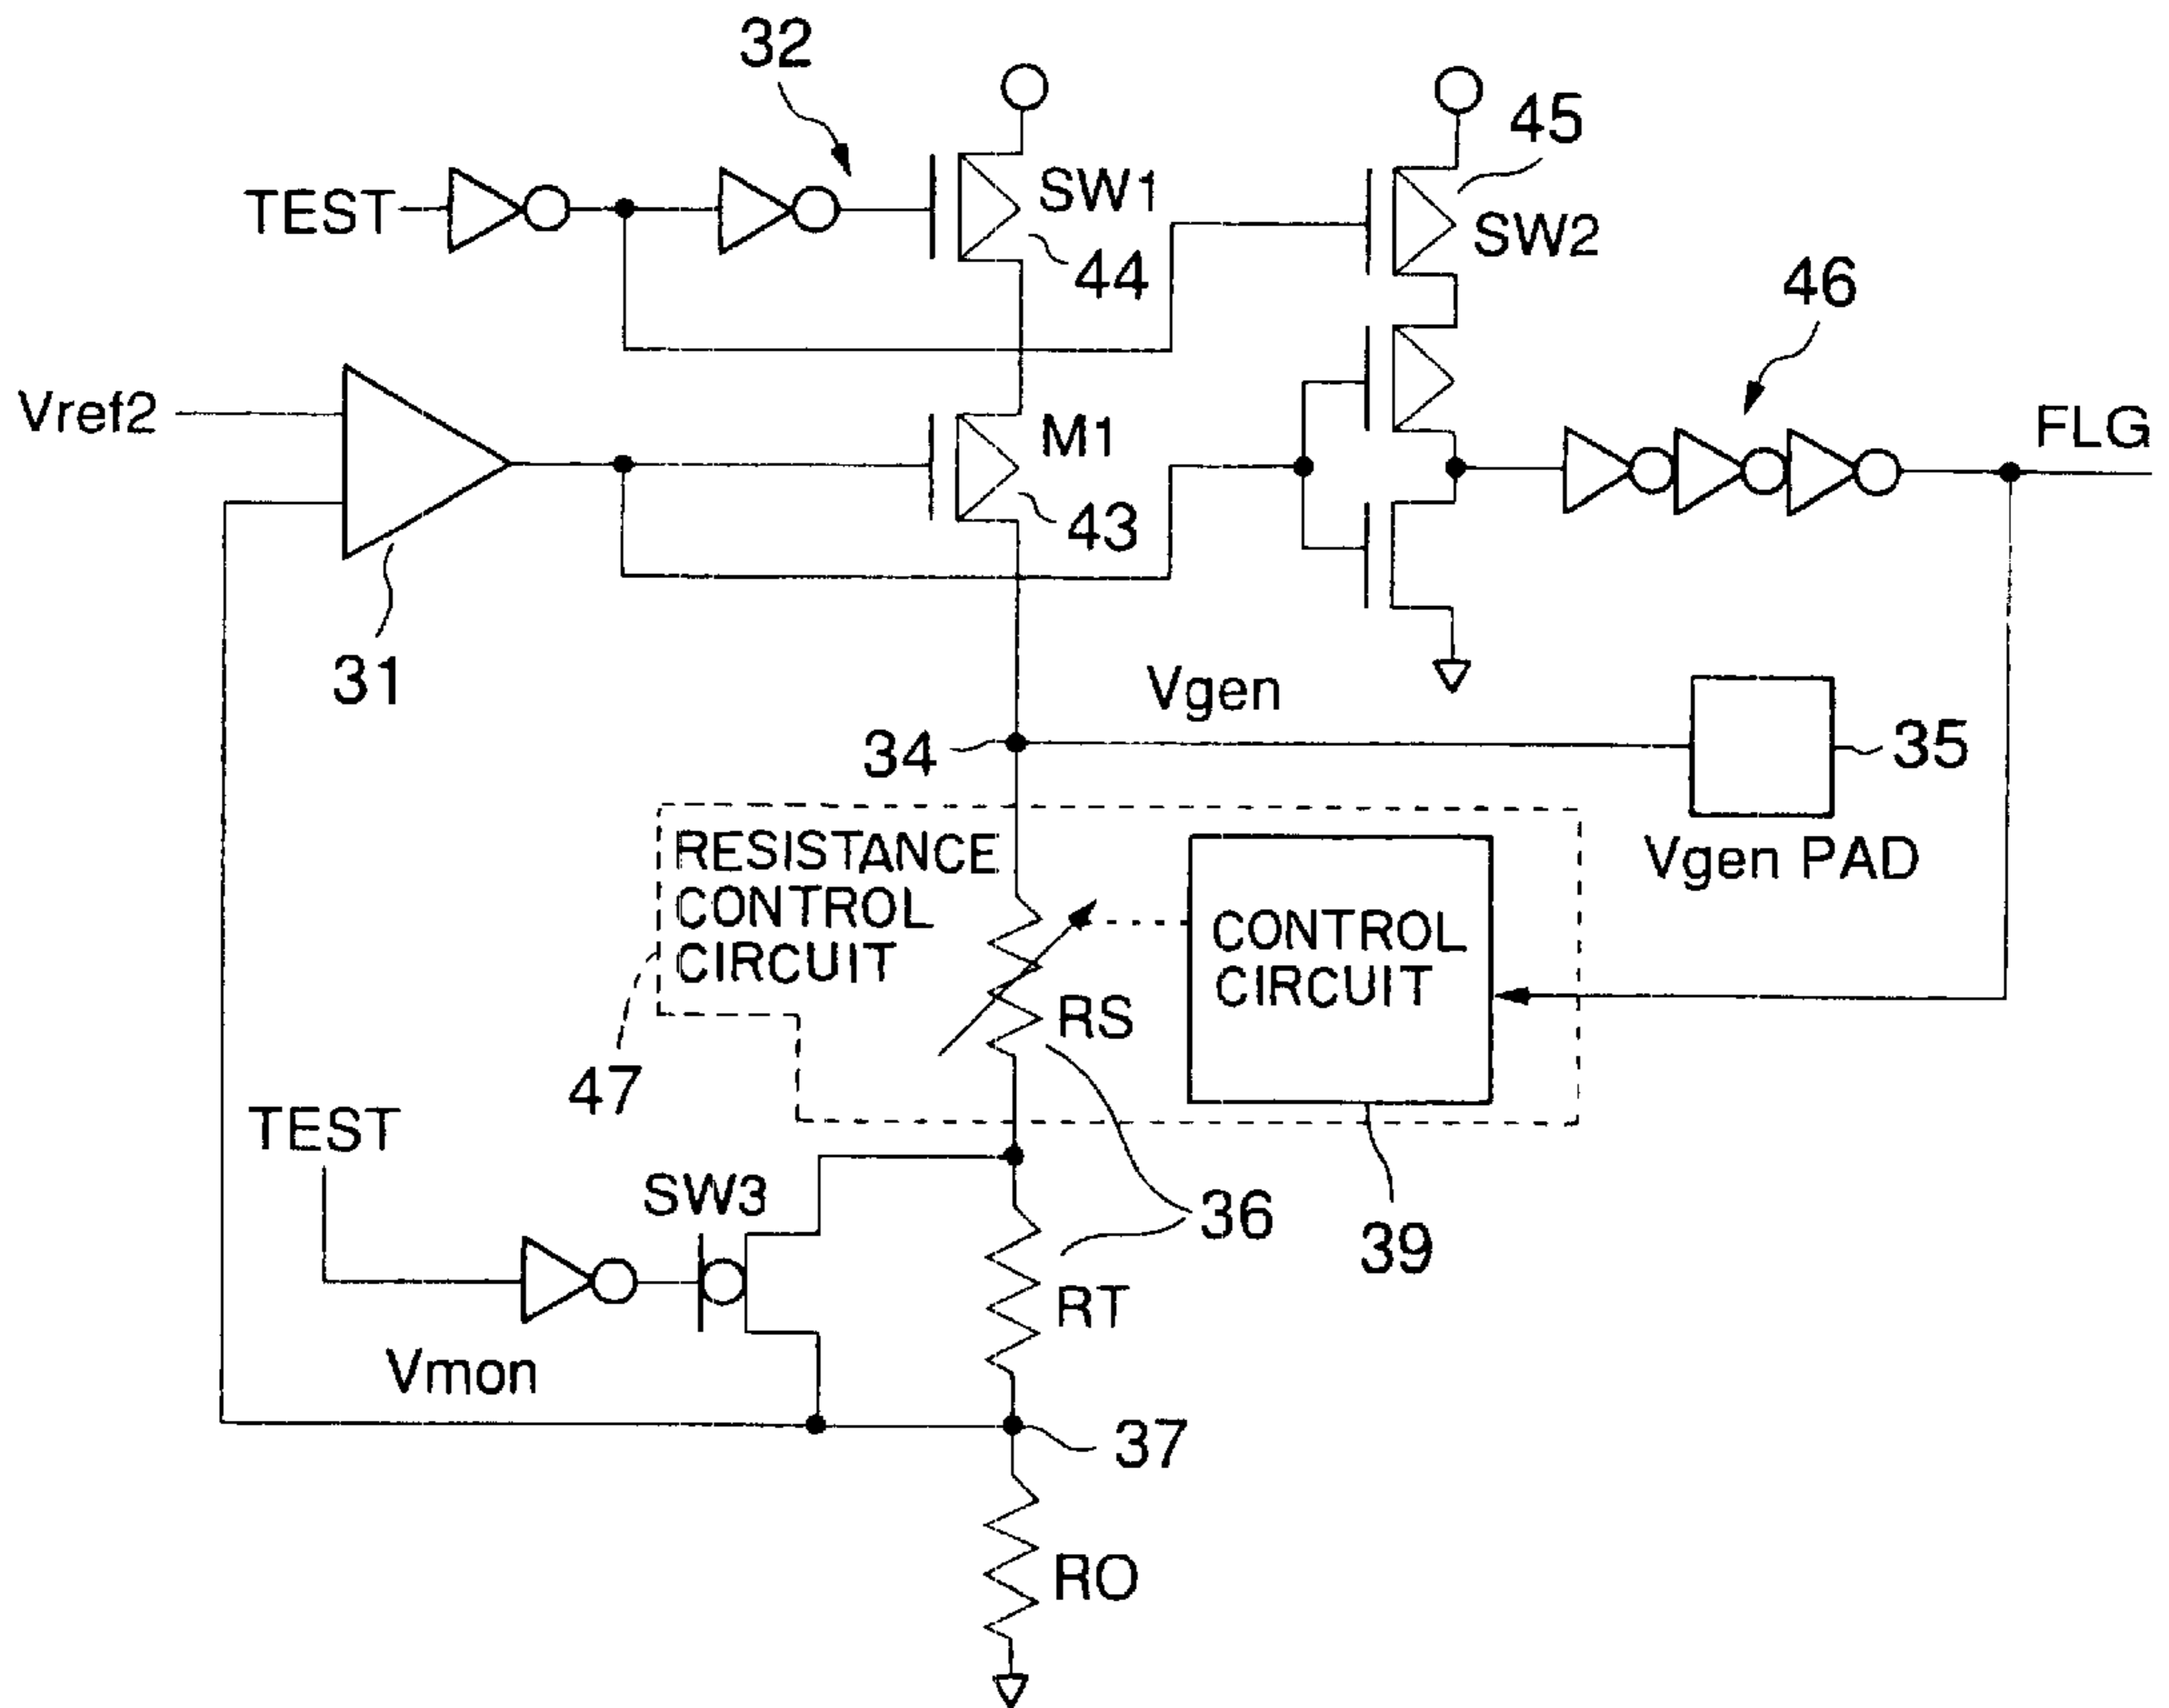 32
45
TEST
SW1
SW2
44
46
Vref2
M1
FLG
43
31
Vgen
34
35
RESISTANCE
CONTROL
CIRCUIT
CONTROL
CIRCUIT
Vgen PAD
RS
47
TEST
SW3
36
39
RT
Vmon
37
RO